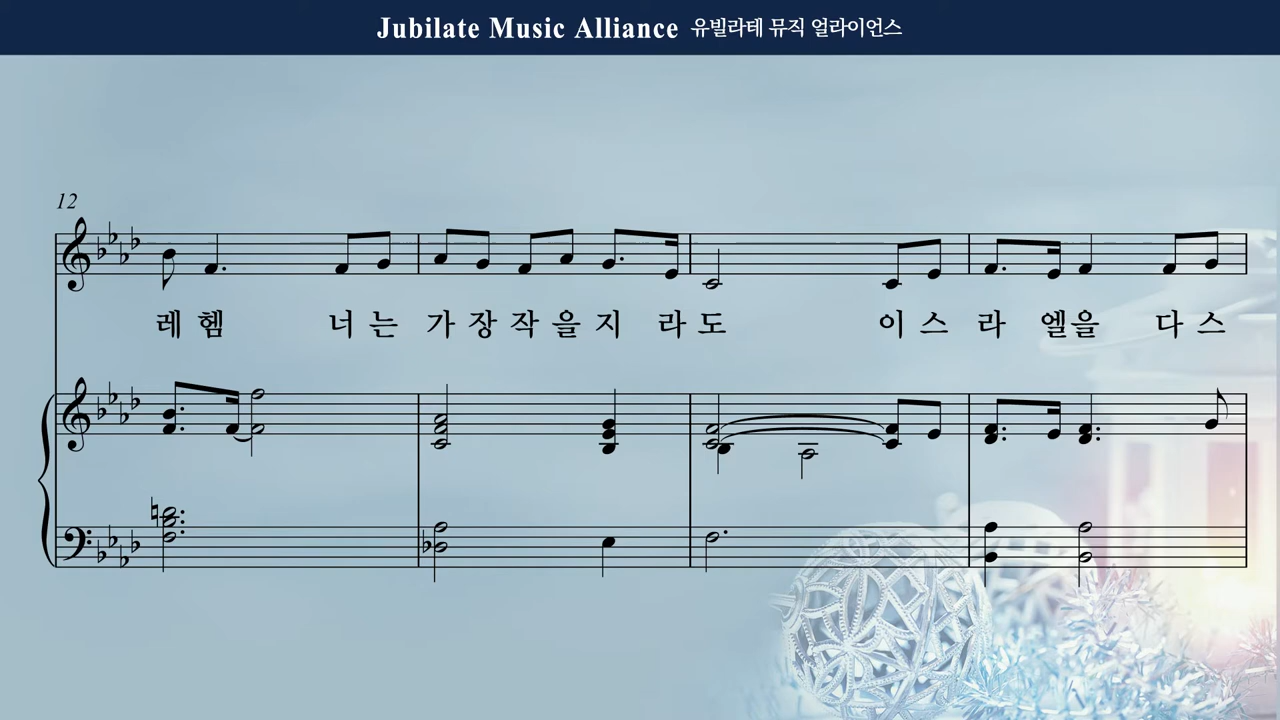 Jubilate Music Alliance 유빌라테 뮤직 얼라이언스
12
레 헴 너 는 가 장 작 을 지 라 도 이 스 라 엘 을 다 스